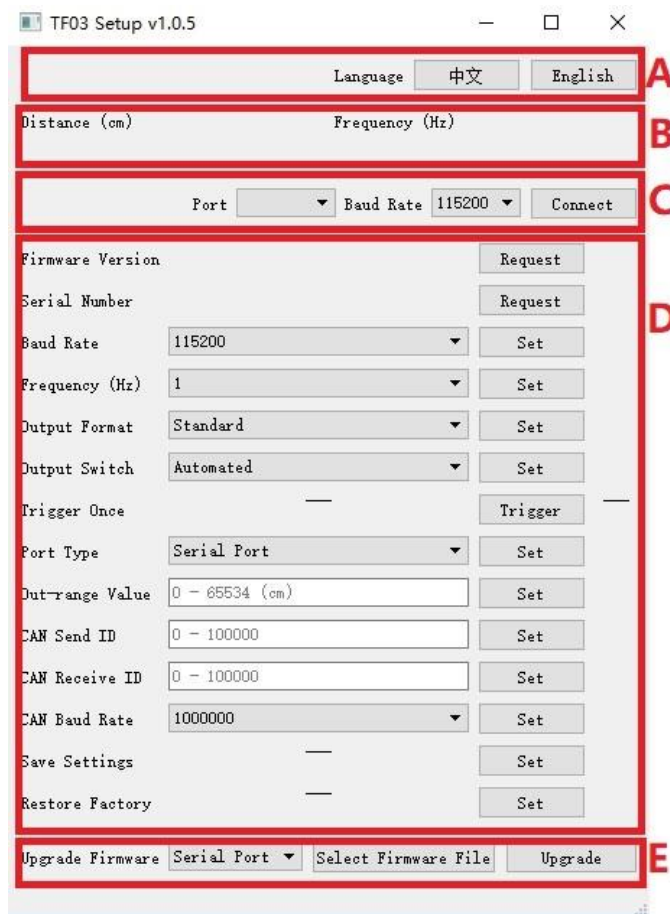 TF03 Setup v1.0.5
Language 中文 English
A
Distance (cm) Frequency (Hz)
B
Port Baud Rate 115200 Connect
C
D
Firmware Version Request
Serial Number Request
Baud Rate 115200 Set
Frequency (Hz) 1 Set
Output Format Standard Set
Output Switch Automated Set
Trigger Once Trigger
Port Type Serial Port Set
Out-range Value 0 - 65534 (cm) Set
CAN Send ID 0 - 100000 Set
CAN Receive ID 0 - 100000 Set
CAN Baud Rate 1000000 Set
Save Settings Set
Restore Factory Set
Upgrade Firmware Serial Port Select Firmware File Upgrade
E